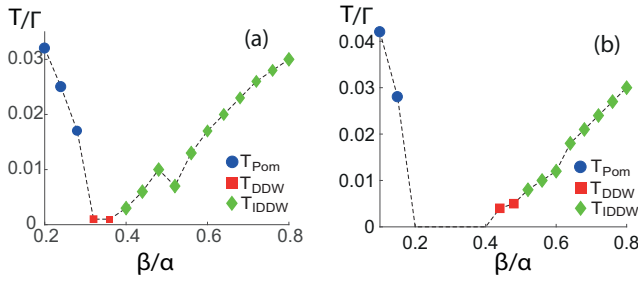 T/Γ
(a)
0.03
0.02
0.01
0
T_Pom
T_DDW
T_IDDW
0.2 0.4 0.6 0.8
β/α
T/Γ
(b)
0.04
0.03
0.02
0.01
0
T_Pom
T_DDW
T_IDDW
0.2 0.4 0.6 0.8
β/α